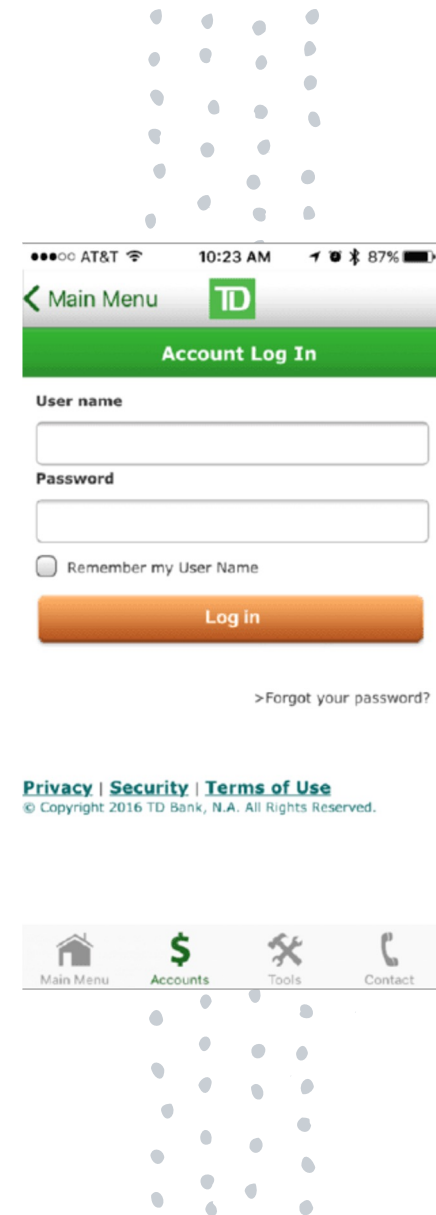 AT&T 10:23 AM 87%
Main Menu TD
Account Log In
User name
Password
Remember my User Name
Log in
>Forgot your password?
Privacy | Security | Terms of Use
© Copyright 2016 TD Bank, N.A. All Rights Reserved.
$
Main Menu Accounts Tools Contact